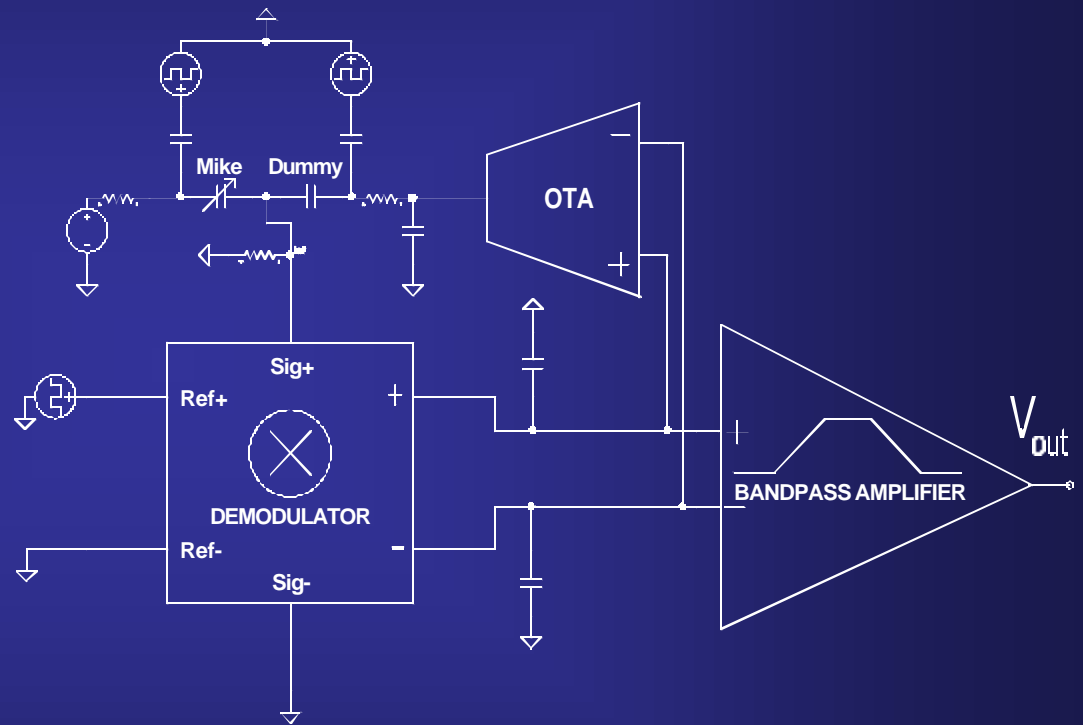 Mike
Dummy
OTA
−
+
Sig+
Ref+
+
DEMODULATOR
Ref-
-
Sig-
+
BANDPASS AMPLIFIER
−
Vout